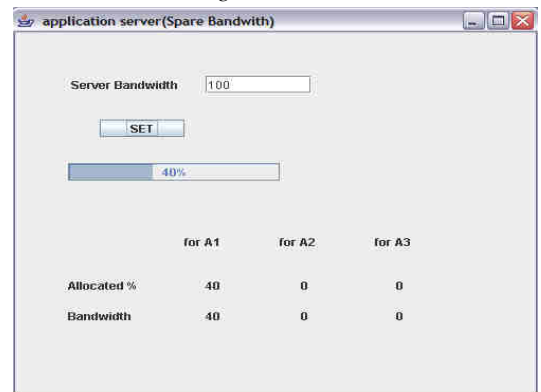 application server(Spare Bandwith)
Server Bandwidth 100
SET
40%
for A1 for A2 for A3
Allocated % 40 0 0
Bandwidth 40 0 0